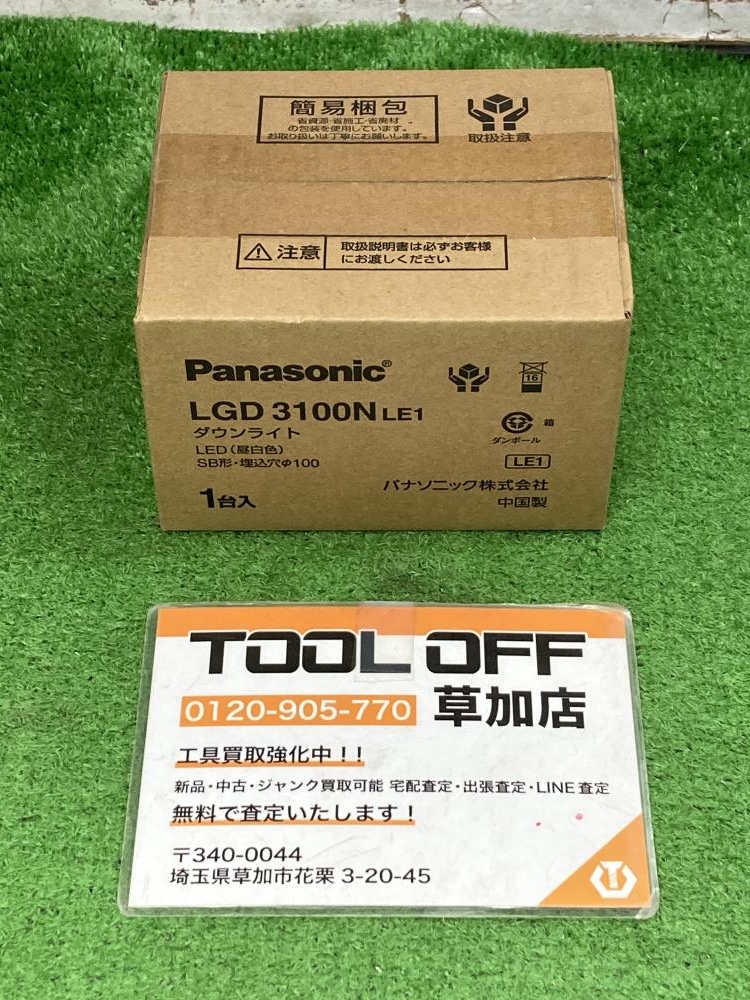 簡易梱包
省資源・省施工・省廃材
の包装を使用しています。
お取り扱いは丁寧にお願いします。
取扱注意
注意
取扱説明書は必ずお客様
にお渡しください
Panasonic®
LGD 3100N LE1
ダウンライト
LED（昼白色）
SB形・埋込穴Φ100
1台入
16
箱
ダンボール
LE1
パナソニック株式会社
中国製
TOOL OFF
0120-905-770 草加店
工具買取強化中！！
新品・中古・ジャンク買取可能 宅配査定・出張査定・LINE査定
無料で査定いたします！
〒340-0044
埼玉県草加市花栗 3-20-45